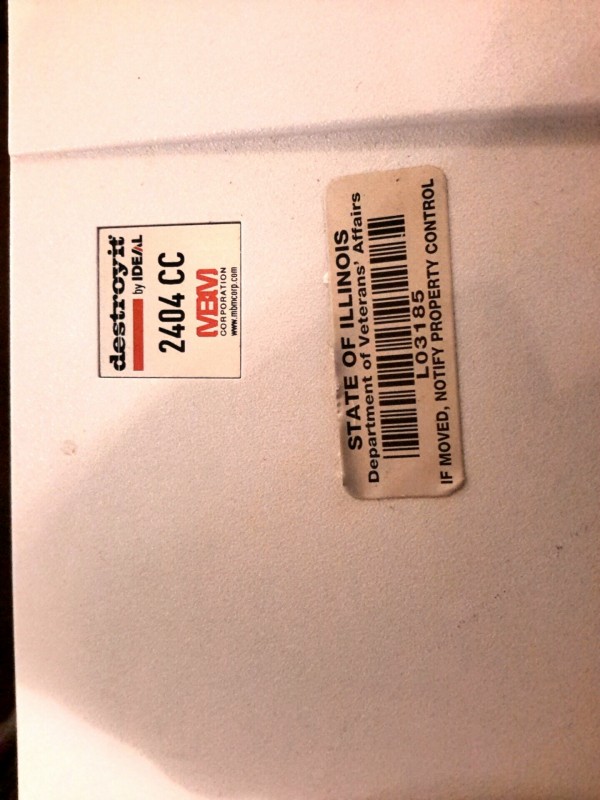 destroyit
by IDEAL
2404 CC
MBM
CORPORATION
www.mbmcorp.com
STATE OF ILLINOIS
Department of Veterans' Affairs
L03185
IF MOVED, NOTIFY PROPERTY CONTROL